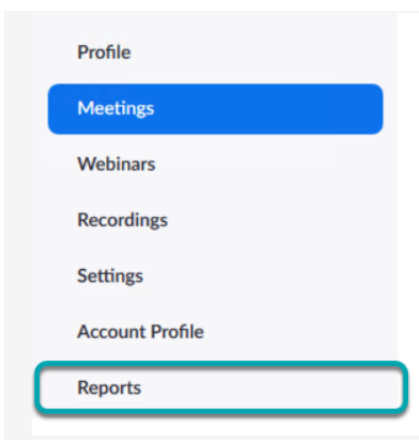 Profile
Meetings
Webinars
Recordings
Settings
Account Profile
Reports